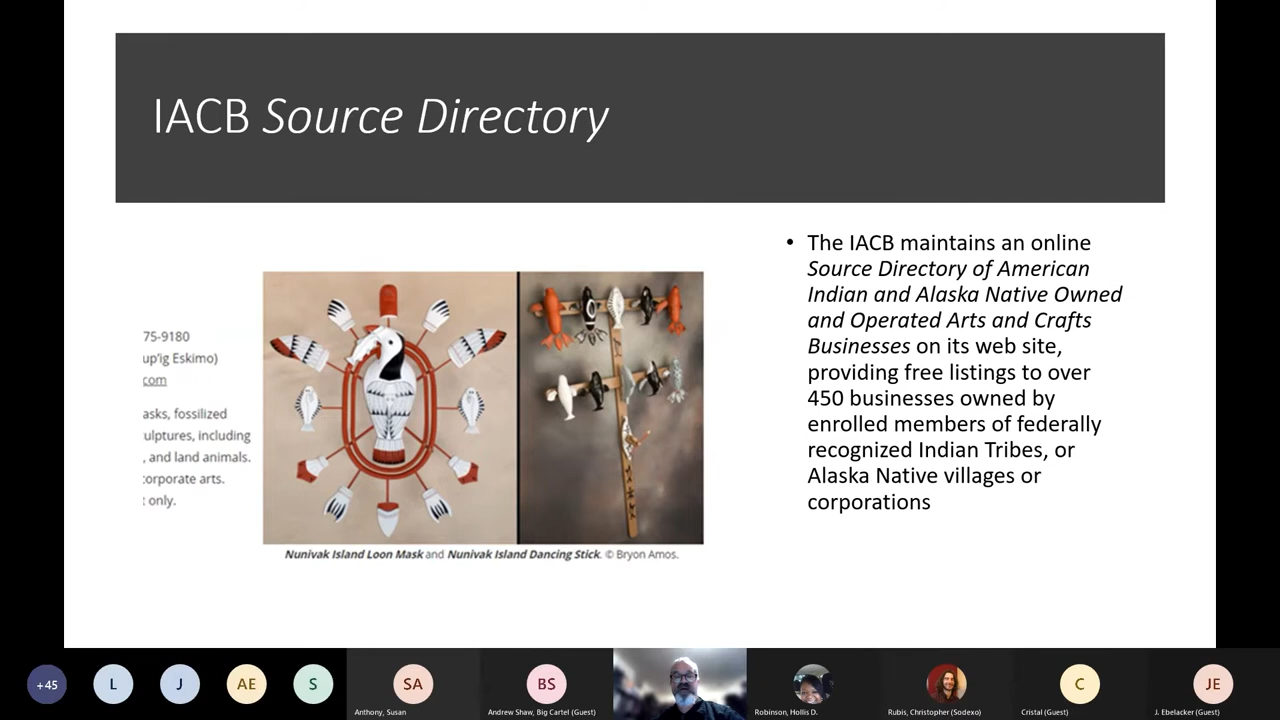 IACB Source Directory
75-9180
up'ig Eskimo)
com
asks, fossilized
ulptures, including
, and land animals.
corporate arts.
t only.
Nunivak Island Loon Mask and Nunivak Island Dancing Stick. © Bryon Amos.
• The IACB maintains an online
Source Directory of American
Indian and Alaska Native Owned
and Operated Arts and Crafts
Businesses on its web site,
providing free listings to over
450 businesses owned by
enrolled members of federally
recognized Indian Tribes, or
Alaska Native villages or
corporations
+45
L
J
AE
S
SA
BS
C
JE
Anthony, Susan
Andrew Shaw, Big Cartel (Guest)
Robinson, Hollis D.
Rubis, Christopher (Sodexo)
Cristal (Guest)
J. Ebelacker (Guest)